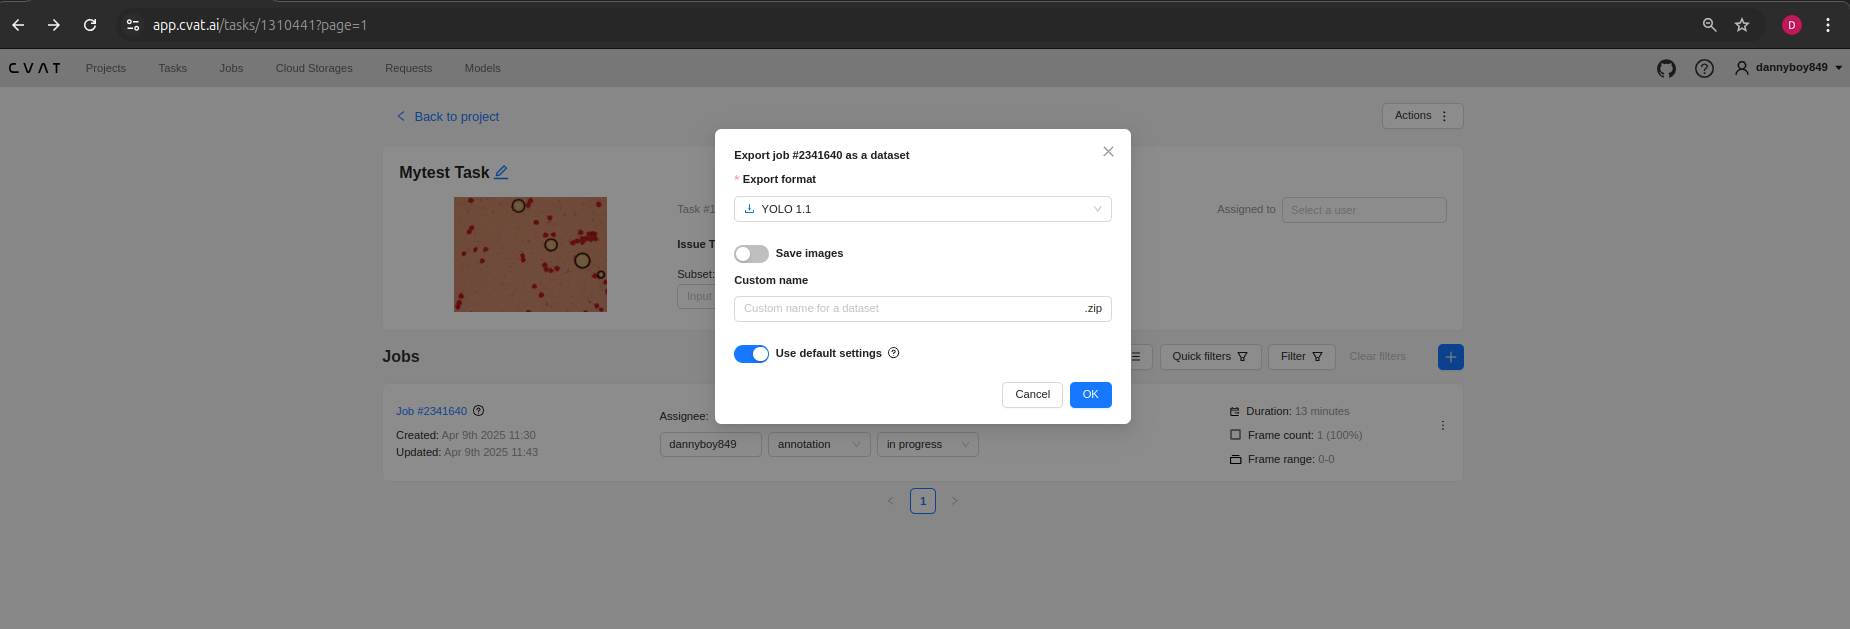 app.cvat.ai/tasks/1310441?page=1
D
CVAT Projects Tasks Jobs Cloud Storages Requests Models dannyboy849
Back to project
Actions
Mytest Task
Task #1
Assigned to Select a user
Issue T
Subset:
Input
Export job #2341640 as a dataset
* Export format
YOLO 1.1
Save images
Custom name
Custom name for a dataset .zip
Use default settings
Cancel OK
Jobs
Quick filters Filter Clear filters
Job #2341640
Created: Apr 9th 2025 11:30
Updated: Apr 9th 2025 11:43
Assignee:
dannyboy849 annotation in progress
Duration: 13 minutes
Frame count: 1 (100%)
Frame range: 0-0
1